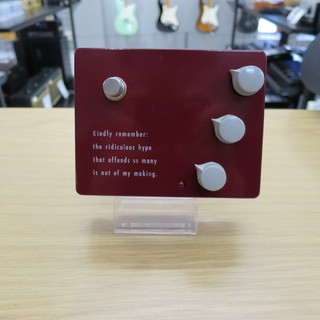 Kindly remember:
the ridiculous hype
that offends so many
is not of my making.